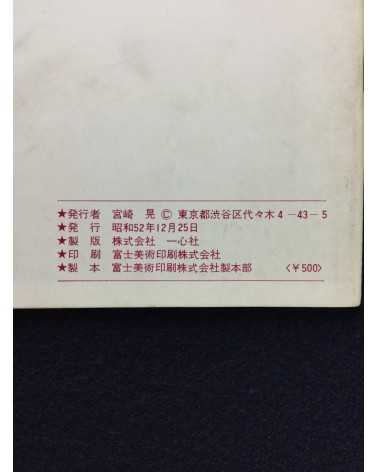 ★発行者 宮崎 晃 © 東京都渋谷区代々木4-43-5
★発 行 昭和52年12月25日
★製 版 株式会社 一心社
★印 刷 富士美術印刷株式会社
★製 本 富士美術印刷株式会社製本部 〈￥500〉